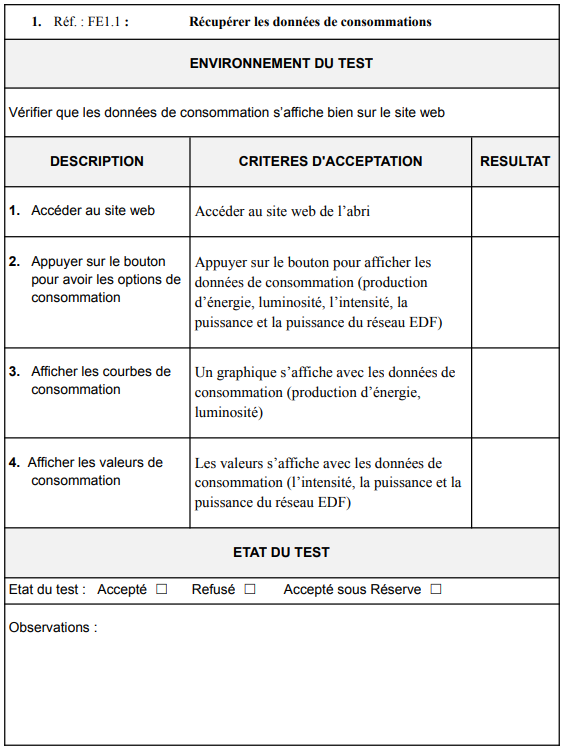 1. Réf. : FE1.1 : Récupérer les données de consommations
ENVIRONNEMENT DU TEST
Vérifier que les données de consommation s’affiche bien sur le site web
DESCRIPTION CRITERES D'ACCEPTATION RESULTAT
1. Accéder au site web
Accéder au site web de l’abri
2. Appuyer sur le bouton
pour avoir les options de
consommation
Appuyer sur le bouton pour afficher les
données de consommation (production
d’énergie, luminosité, l’intensité, la
puissance et la puissance du réseau EDF)
3. Afficher les courbes de
consommation
Un graphique s’affiche avec les données de
consommation (production d’énergie,
luminosité)
4. Afficher les valeurs de
consommation
Les valeurs s’affiche avec les données de
consommation (l’intensité, la puissance et la
puissance du réseau EDF)
ETAT DU TEST
Etat du test : Accepté ☐ Refusé ☐ Accepté sous Réserve ☐
Observations :